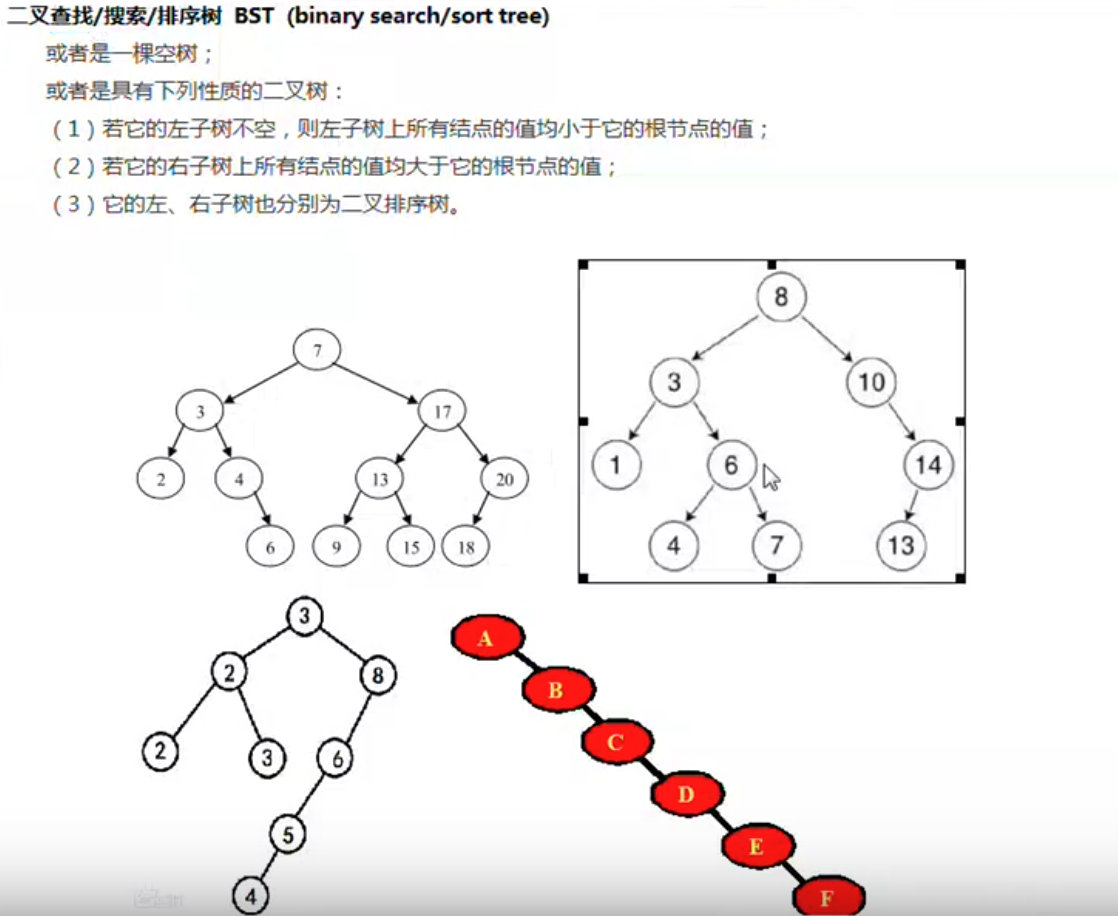 二叉查找/搜索/排序树 BST (binary search/sort tree)
或者是一棵空树；
或者是具有下列性质的二叉树：
（1）若它的左子树不空，则左子树上所有结点的值均小于它的根节点的值；
（2）若它的右子树上所有结点的值均大于它的根节点的值；
（3）它的左、右子树也分别为二叉排序树。
7
3 17
2 4 13 20
6 9 15 18
8
3 10
1 6 14
4 7 13
3
2 8
2 3 6
5
4
A
B
C
D
E
F